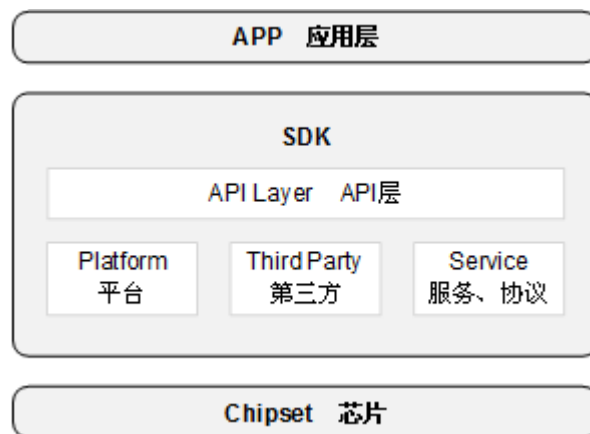 APP 应用层
SDK
API Layer API层
Platform
平台
Third Party
第三方
Service
服务、协议
Chipset 芯片